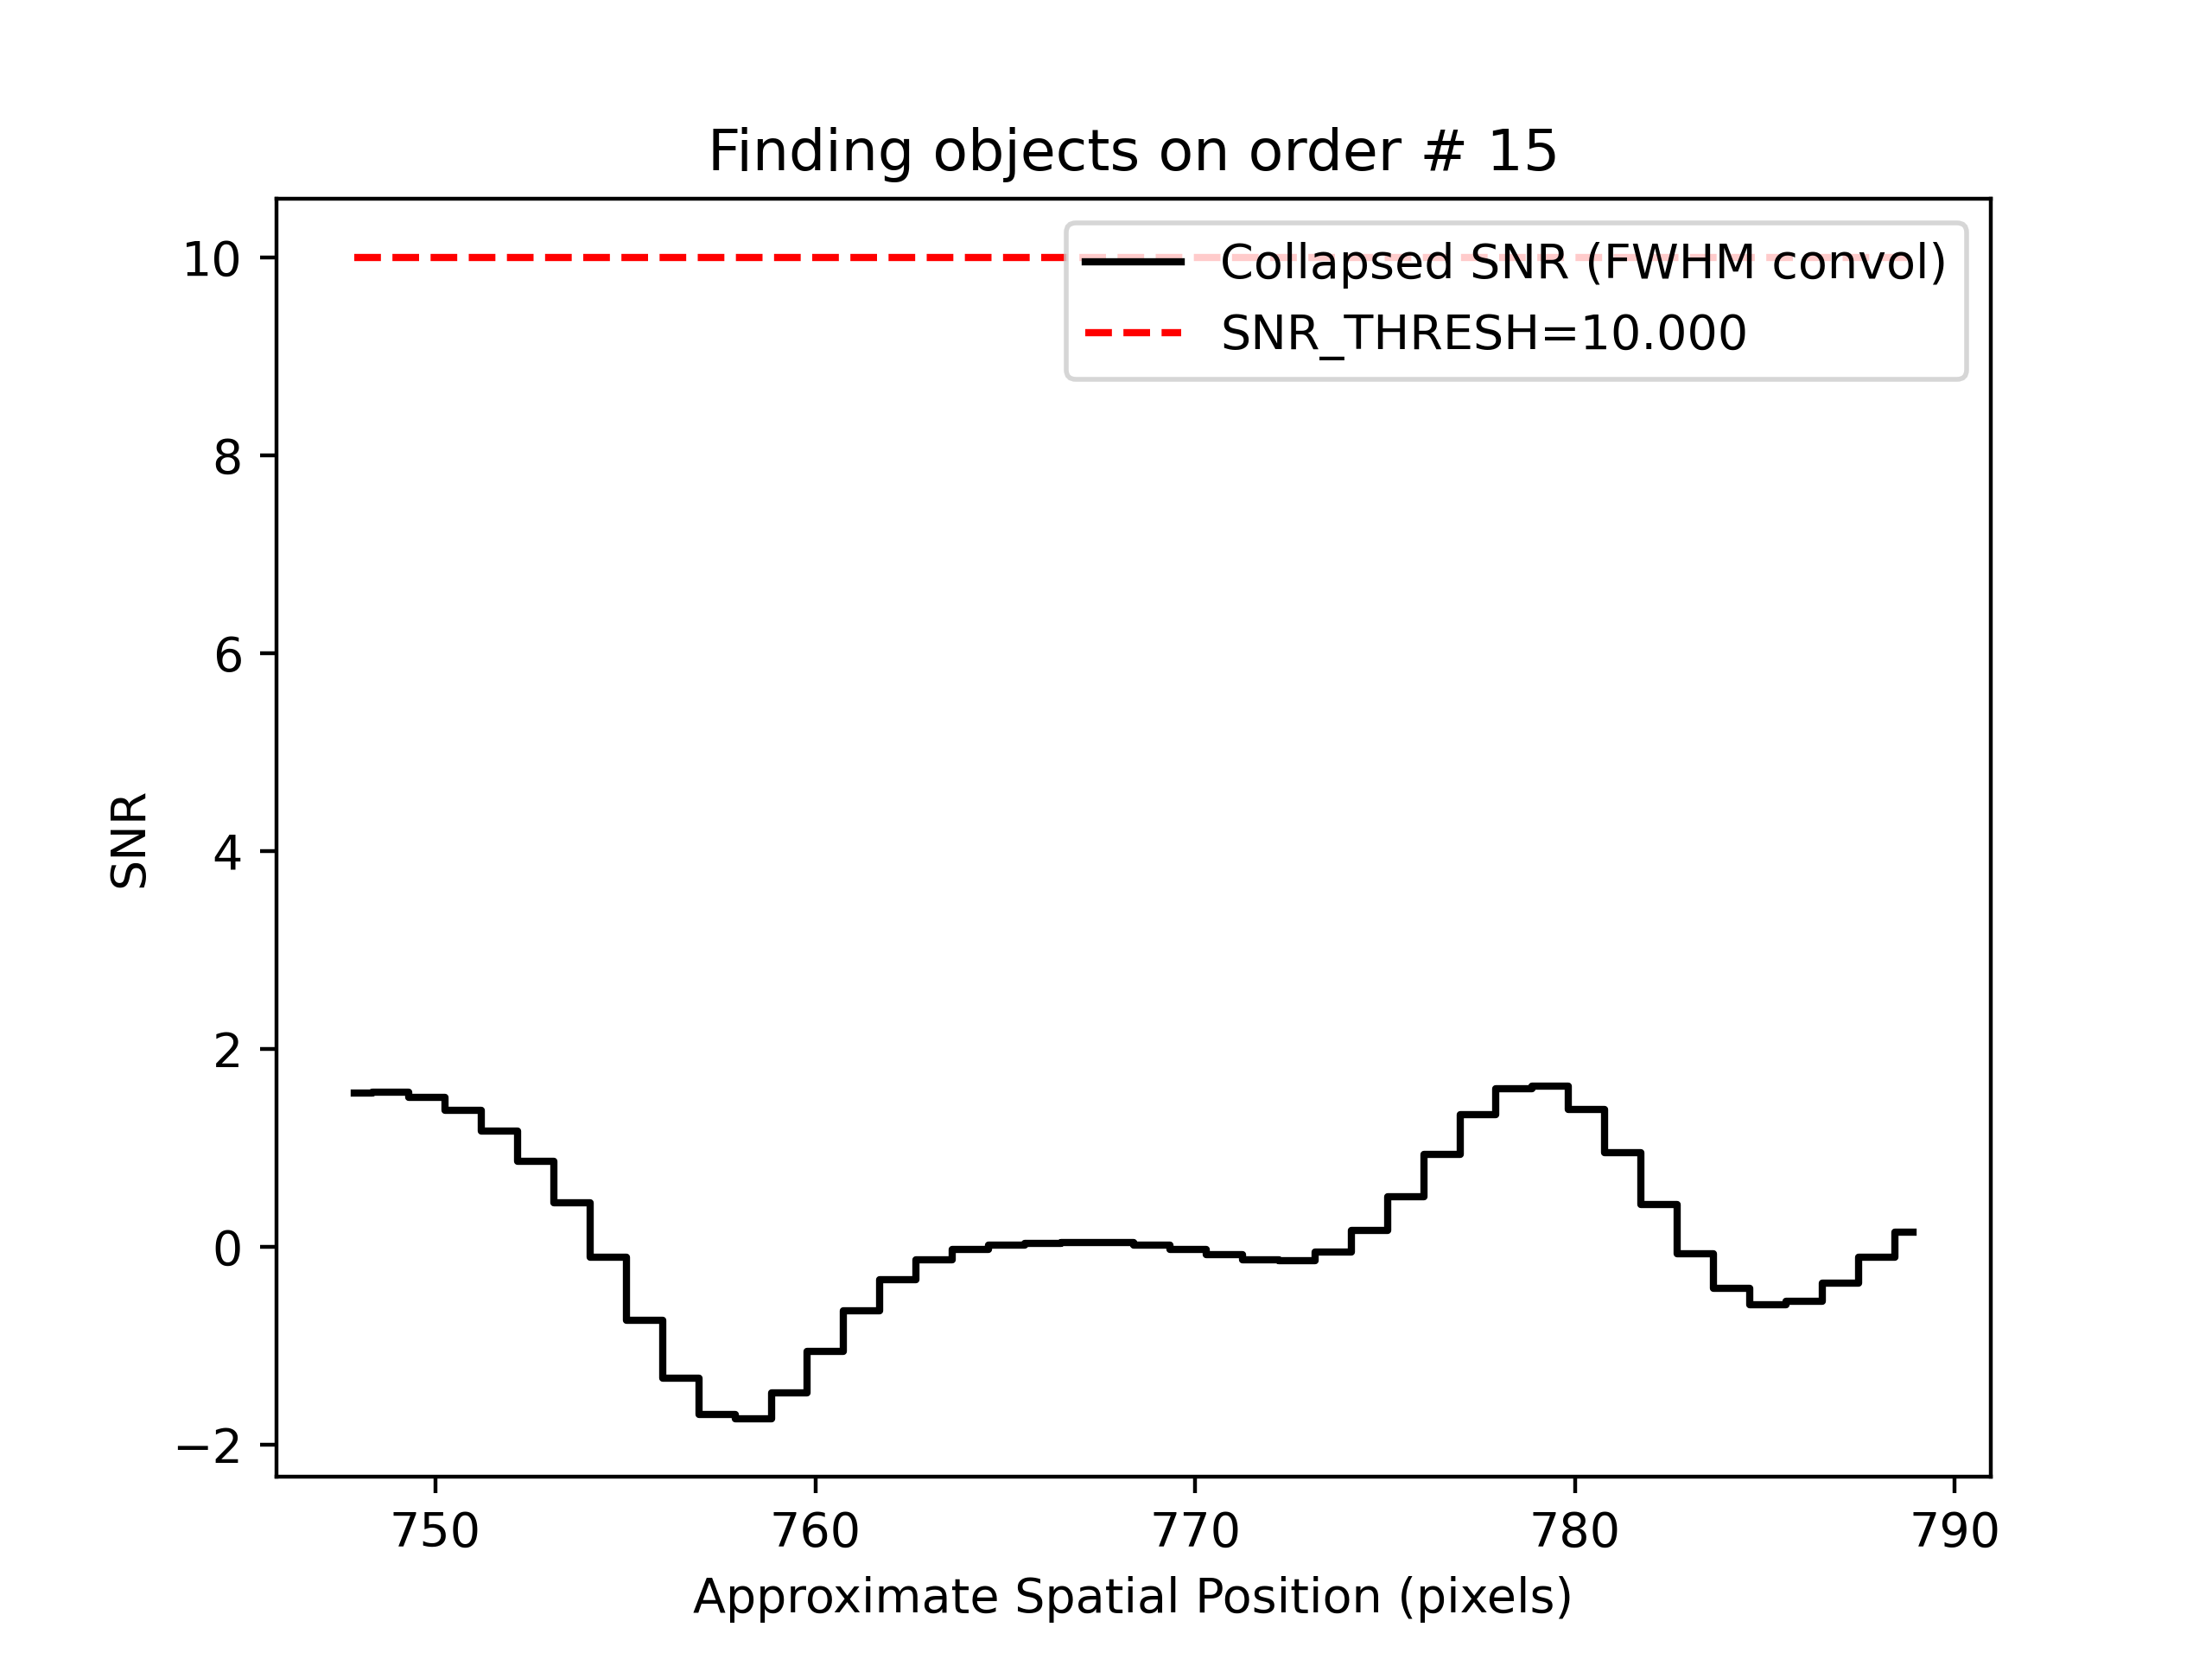 Finding objects on order # 15
Collapsed SNR (FWHM convol)
SNR_THRESH=10.000
10
8
6
4
2
0
−2
SNR
750 760 770 780 790
Approximate Spatial Position (pixels)